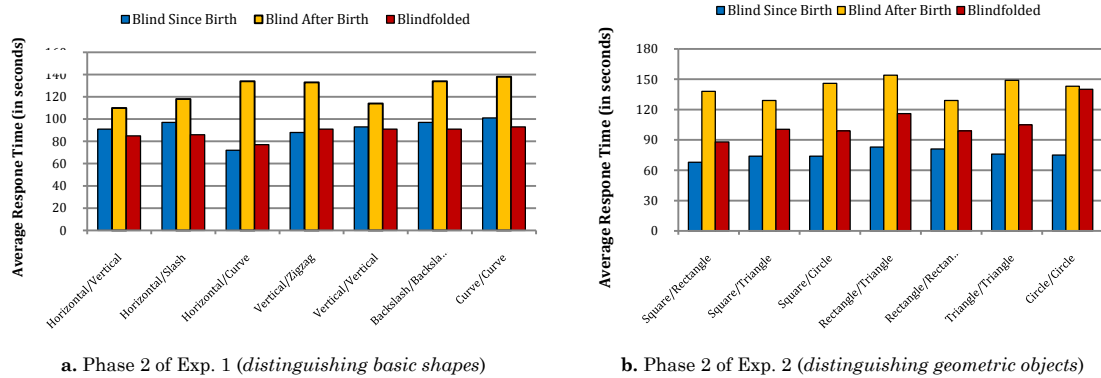 Blind Since Birth Blind After Birth Blindfolded
Average Respone Time (in seconds)
140
120
100
80
60
40
20
0
Horizontal/Vertical
Horizontal/Slash
Horizontal/Curve
Vertical/Zigzag
Vertical/Vertical
Backslash/Backsla...
Curve/Curve
a. Phase 2 of Exp. 1 (distinguishing basic shapes)
Blind Since Birth Blind After Birth Blindfolded
Average Respone Time (in seconds)
180
150
120
90
60
30
0
Square/Rectangle
Square/Triangle
Square/Circle
Rectangle/Triangle
Rectangle/Rectan...
Triangle/Triangle
Circle/Circle
b. Phase 2 of Exp. 2 (distinguishing geometric objects)